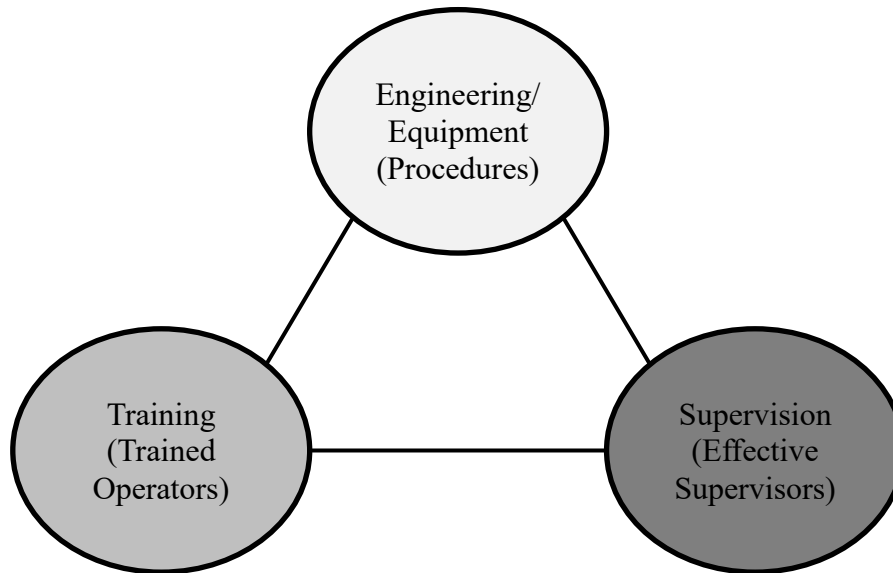 Engineering/
Equipment
(Procedures)
Training
(Trained
Operators)
Supervision
(Effective
Supervisors)